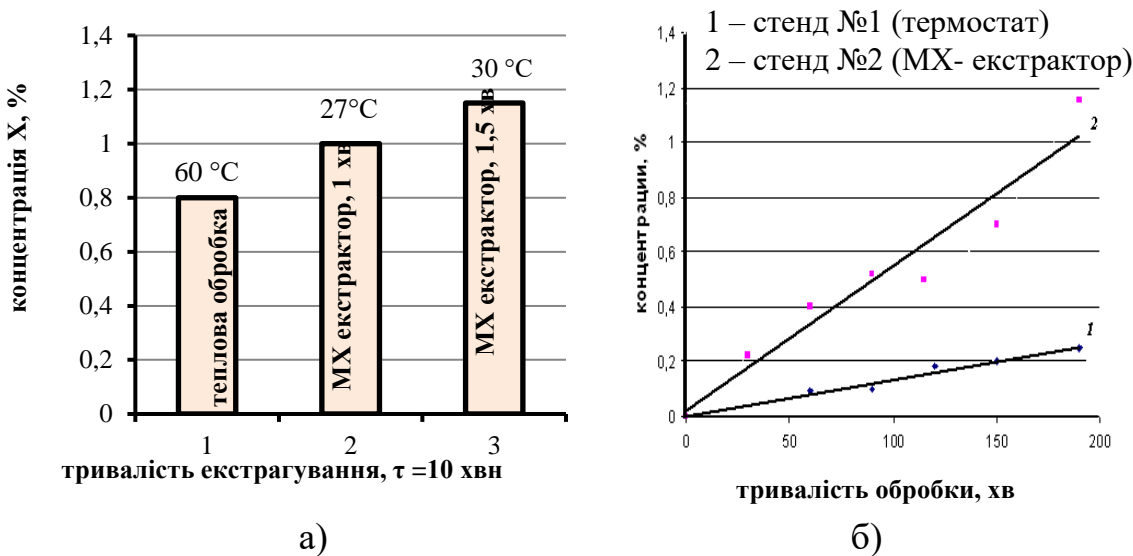 1,4
1,2
1
0,8
0,6
0,4
0,2
0
концентрація X, %
60 °C
27°C
30 °C
теплова обробка
МХ екстрактор, 1 хв
МХ екстрактор, 1,5 хв
1
2
3
тривалість екстрагування, τ =10 хвн
а)
1 – стенд №1 (термостат)
2 – стенд №2 (МХ- екстрактор)
1,4
1,2
1
0,8
0,6
0,4
0,2
0
концентрации, %
2
1
0
50
100
150
200
тривалість обробки, хв
б)